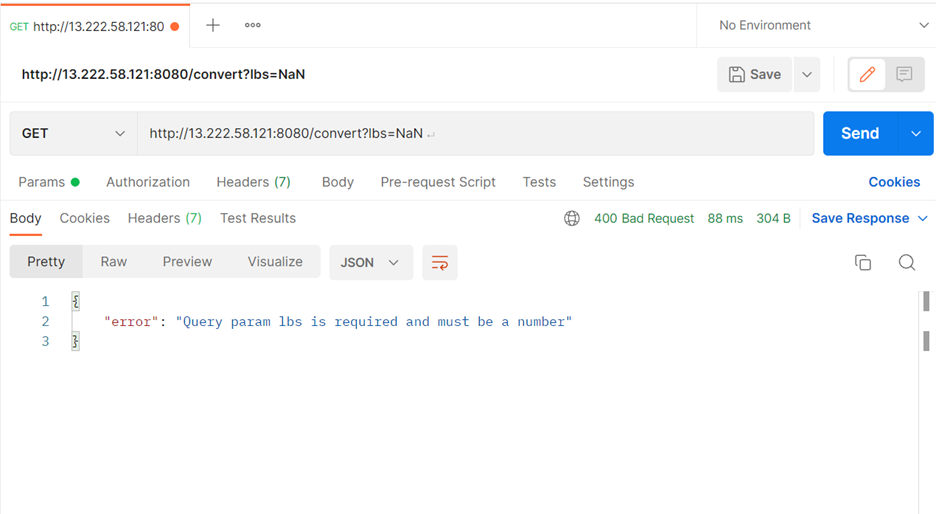 GET http://13.222.58.121:80
No Environment
http://13.222.58.121:8080/convert?lbs=NaN
Save
GET http://13.222.58.121:8080/convert?lbs=NaN
Send
Params Authorization Headers (7) Body Pre-request Script Tests Settings Cookies
Body Cookies Headers (7) Test Results 400 Bad Request 88 ms 304 B Save Response
Pretty Raw Preview Visualize JSON
1 {
2 "error": "Query param lbs is required and must be a number"
3 }